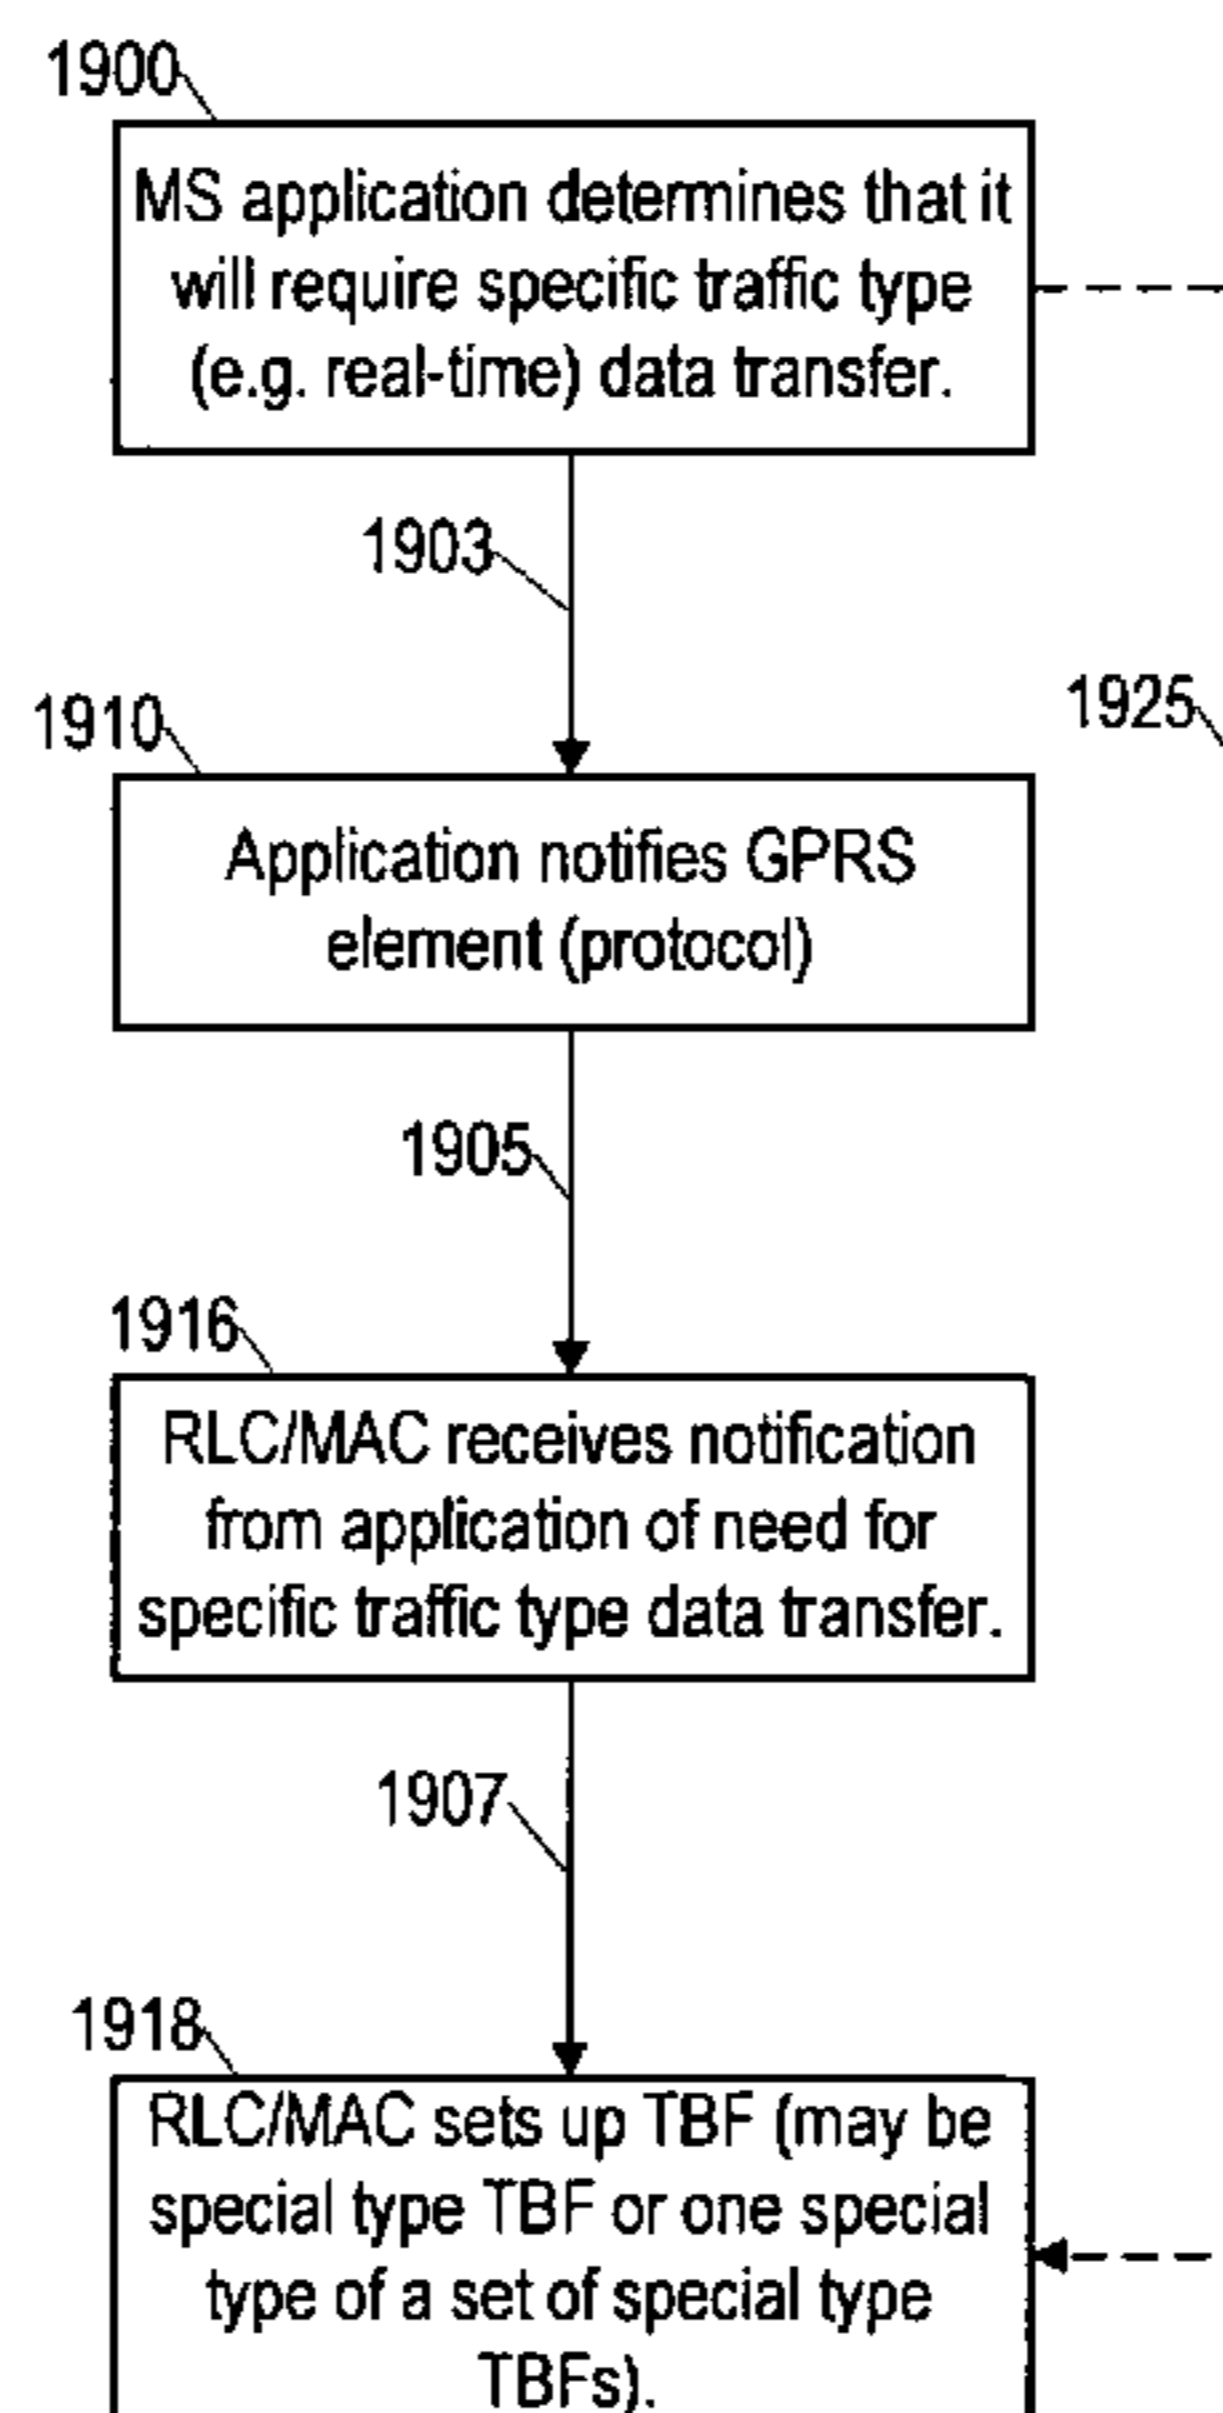 1900
MS application determines that it
will require specific traffic type
(e.g. real-time) data transfer.
1903
1910
1925
Application notifies GPRS
element (protocol)
1905
1916
RLC/MAC receives notification
from application of need for
specific traffic type data transfer.
1907
1918
RLC/MAC sets up TBF (may be
special type TBF or one special
type of a set of special type
TBFs).